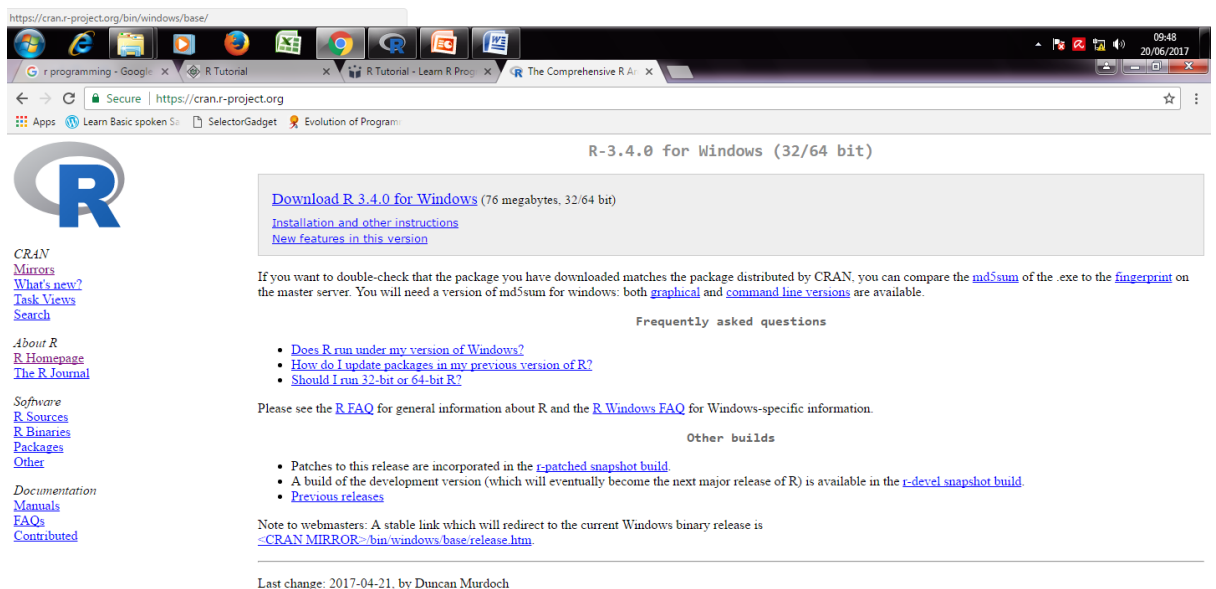 https://cran.r-project.org/bin/windows/base/
09:48
20/06/2017
r programming - Google
R Tutorial
R Tutorial - Learn R Prog
The Comprehensive R Ar
Secure | https://cran.r-project.org
Apps
Learn Basic spoken Sa
SelectorGadget
Evolution of Program
R
CRAN
Mirrors
What's new?
Task Views
Search
About R
R Homepage
The R Journal
Software
R Sources
R Binaries
Packages
Other
Documentation
Manuals
FAQs
Contributed
R-3.4.0 for Windows (32/64 bit)
Download R 3.4.0 for Windows (76 megabytes, 32/64 bit)
Installation and other instructions
New features in this version
If you want to double-check that the package you have downloaded matches the package distributed by CRAN, you can compare the md5sum of the .exe to the fingerprint on
the master server. You will need a version of md5sum for windows: both graphical and command line versions are available.
Frequently asked questions
• Does R run under my version of Windows?
• How do I update packages in my previous version of R?
• Should I run 32-bit or 64-bit R?
Please see the R FAQ for general information about R and the R Windows FAQ for Windows-specific information.
Other builds
• Patches to this release are incorporated in the r-patched snapshot build.
• A build of the development version (which will eventually become the next major release of R) is available in the r-devel snapshot build.
• Previous releases
Note to webmasters: A stable link which will redirect to the current Windows binary release is
<CRAN MIRROR>/bin/windows/base/release.htm.
Last change: 2017-04-21, by Duncan Murdoch